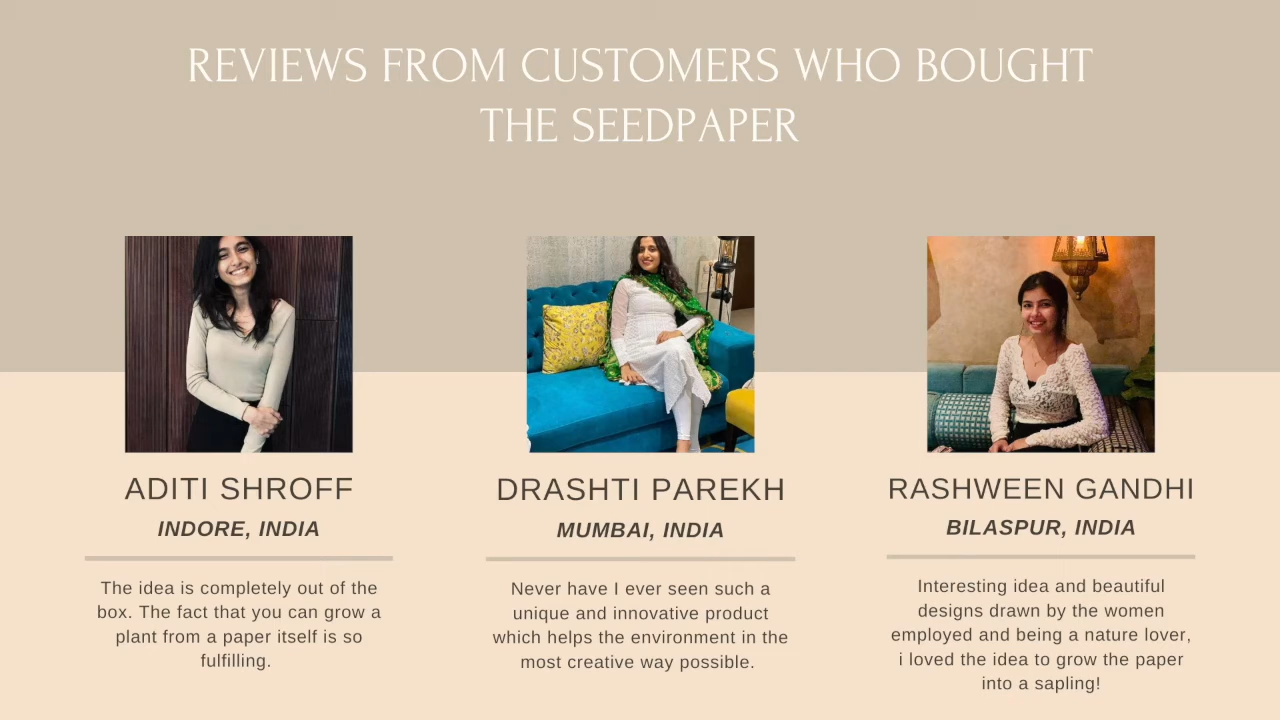 REVIEWS FROM CUSTOMERS WHO BOUGHT
THE SEEDPAPER
ADITI SHROFF
INDORE, INDIA
The idea is completely out of the
box. The fact that you can grow a
plant from a paper itself is so
fulfilling.
DRASHTI PAREKH
MUMBAI, INDIA
Never have I ever seen such a
unique and innovative product
which helps the environment in the
most creative way possible.
RASHWEEN GANDHI
BILASPUR, INDIA
Interesting idea and beautiful
designs drawn by the women
employed and being a nature lover,
i loved the idea to grow the paper
into a sapling!